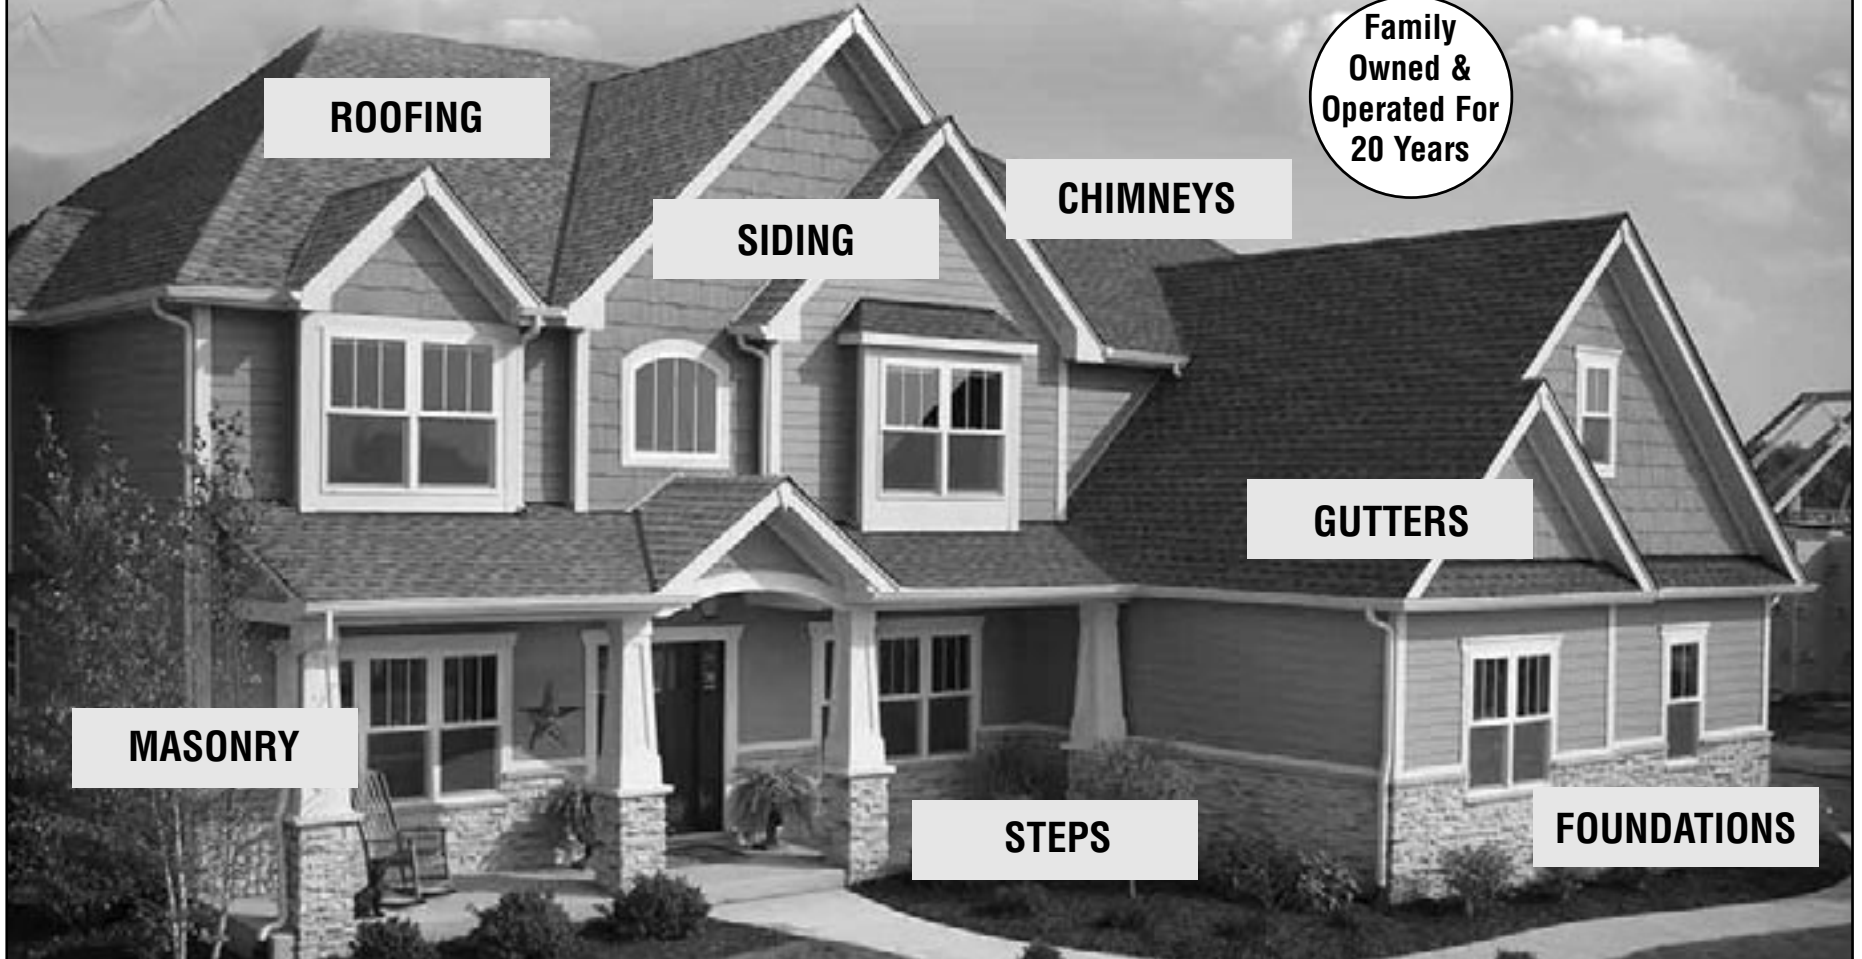 Family
Owned &
Operated For
20 Years
ROOFING
CHIMNEYS
SIDING
GUTTERS
MASONRY
STEPS
FOUNDATIONS